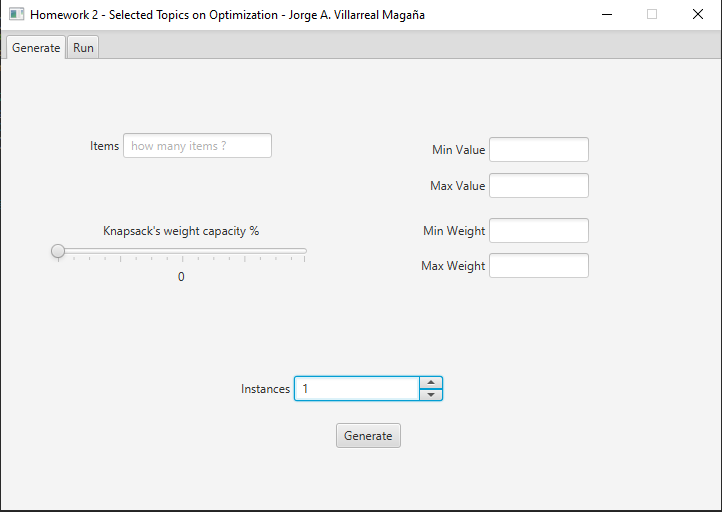 Homework 2 - Selected Topics on Optimization - Jorge A. Villarreal Magaña
Generate Run
Items how many items ?
Min Value
Max Value
Knapsack's weight capacity %
0
Min Weight
Max Weight
Instances 1
Generate